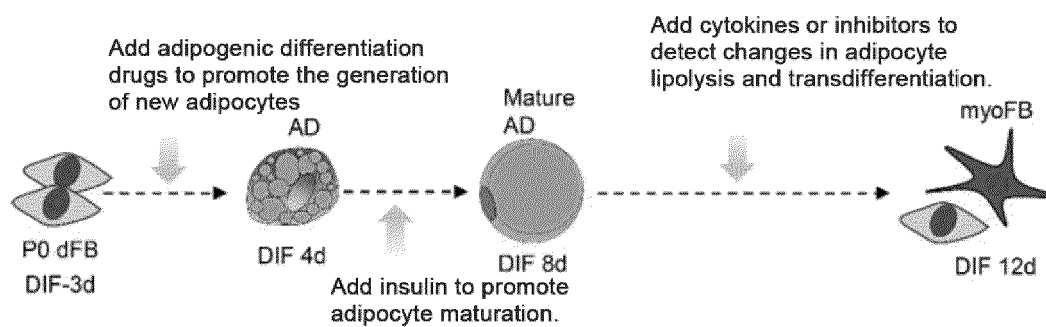 Add adipogenic differentiation
drugs to promote the generation
of new adipocytes
Add cytokines or inhibitors to
detect changes in adipocyte
lipolysis and transdifferentiation.
AD
Mature
AD
myoFB
P0 dFB
DIF-3d
DIF 4d
DIF 8d
DIF 12d
Add insulin to promote
adipocyte maturation.